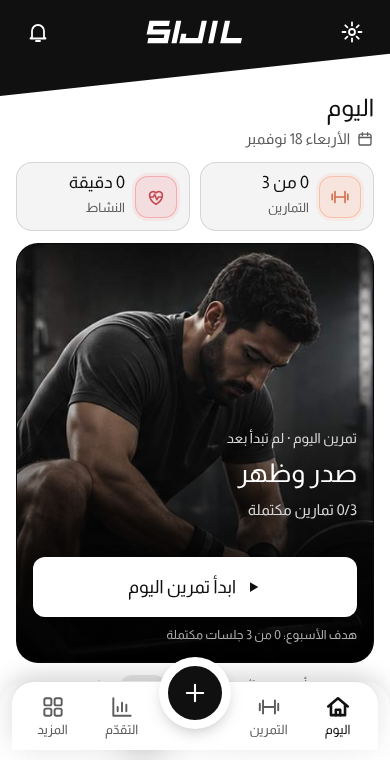 SIJIL
اليوم
الأربعاء 18 نوفمبر
0 من 3
التمارين
0 دقيقة
النشاط
تمرين اليوم · لم تبدأ بعد
صدر وظهر
0/3 تمارين مكتملة
ابدأ تمرين اليوم
هدف الأسبوع: 0 من 3 جلسات مكتملة
اليوم
التمرين
التقدّم
المزيد